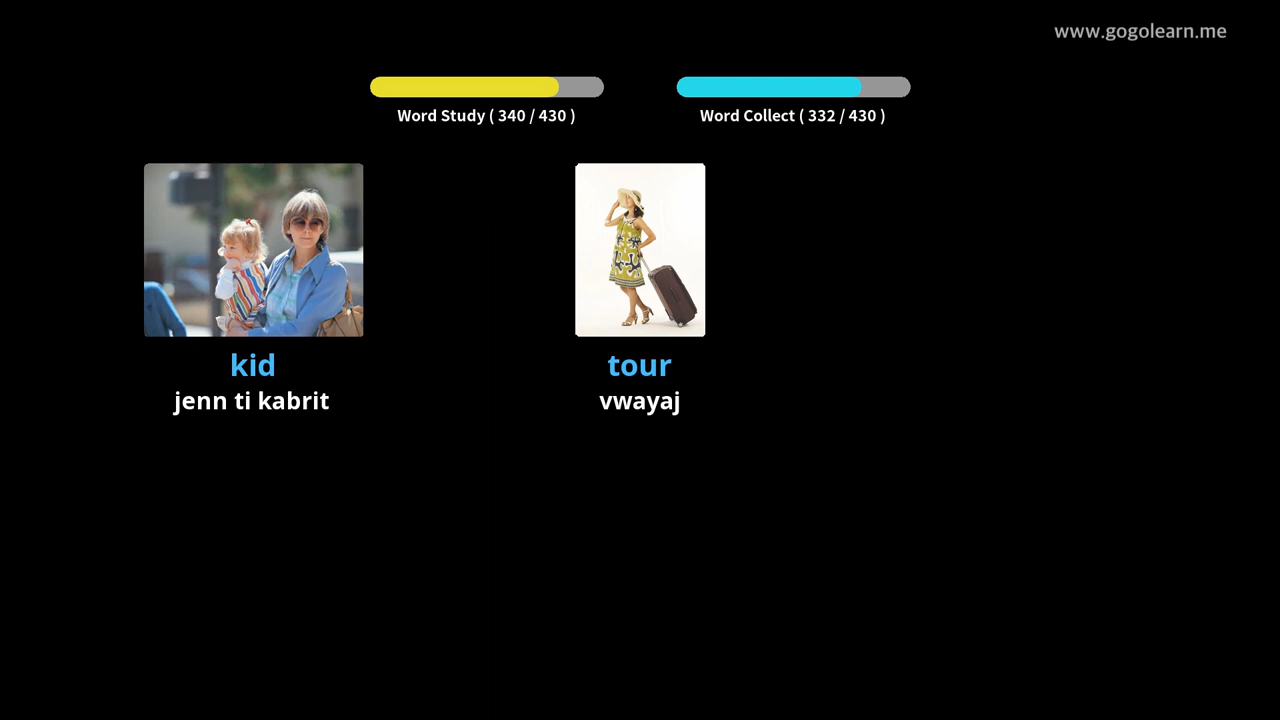 www.gogolearn.me
Word Study ( 340 / 430 )
Word Collect ( 332 / 430 )
kid
jenn ti kabrit
tour
vwayaj